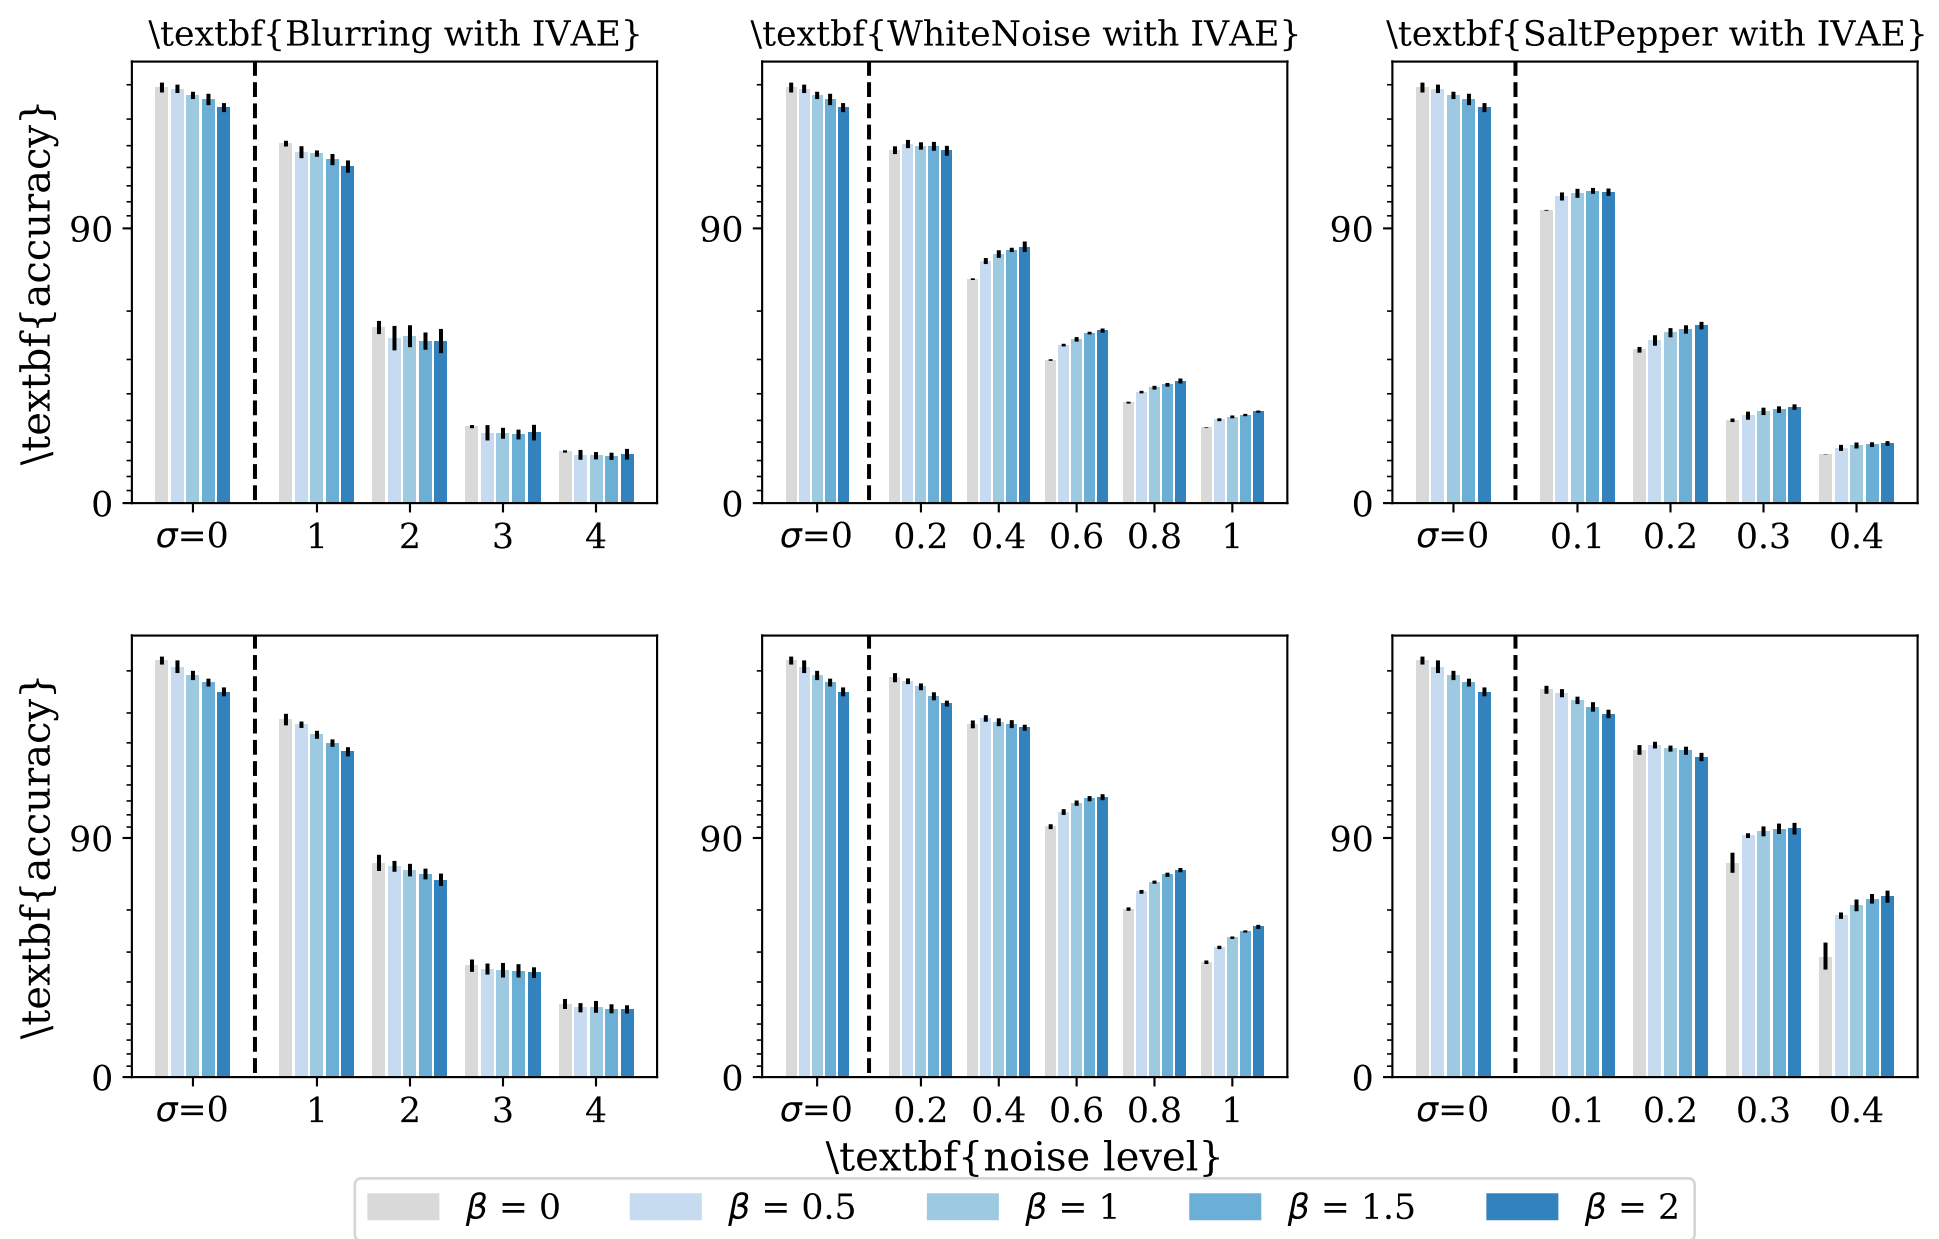 \textbf{Blurring with IVAE}
\textbf{WhiteNoise with IVAE}
\textbf{SaltPepper with IVAE}
\textbf{accuracy}
90
0
σ=0 1 2 3 4
90
0
σ=0 0.2 0.4 0.6 0.8 1
90
0
σ=0 0.1 0.2 0.3 0.4
\textbf{accuracy}
90
0
σ=0 1 2 3 4
90
0
σ=0 0.2 0.4 0.6 0.8 1
90
0
σ=0 0.1 0.2 0.3 0.4
\textbf{noise level}
β = 0 β = 0.5 β = 1 β = 1.5 β = 2